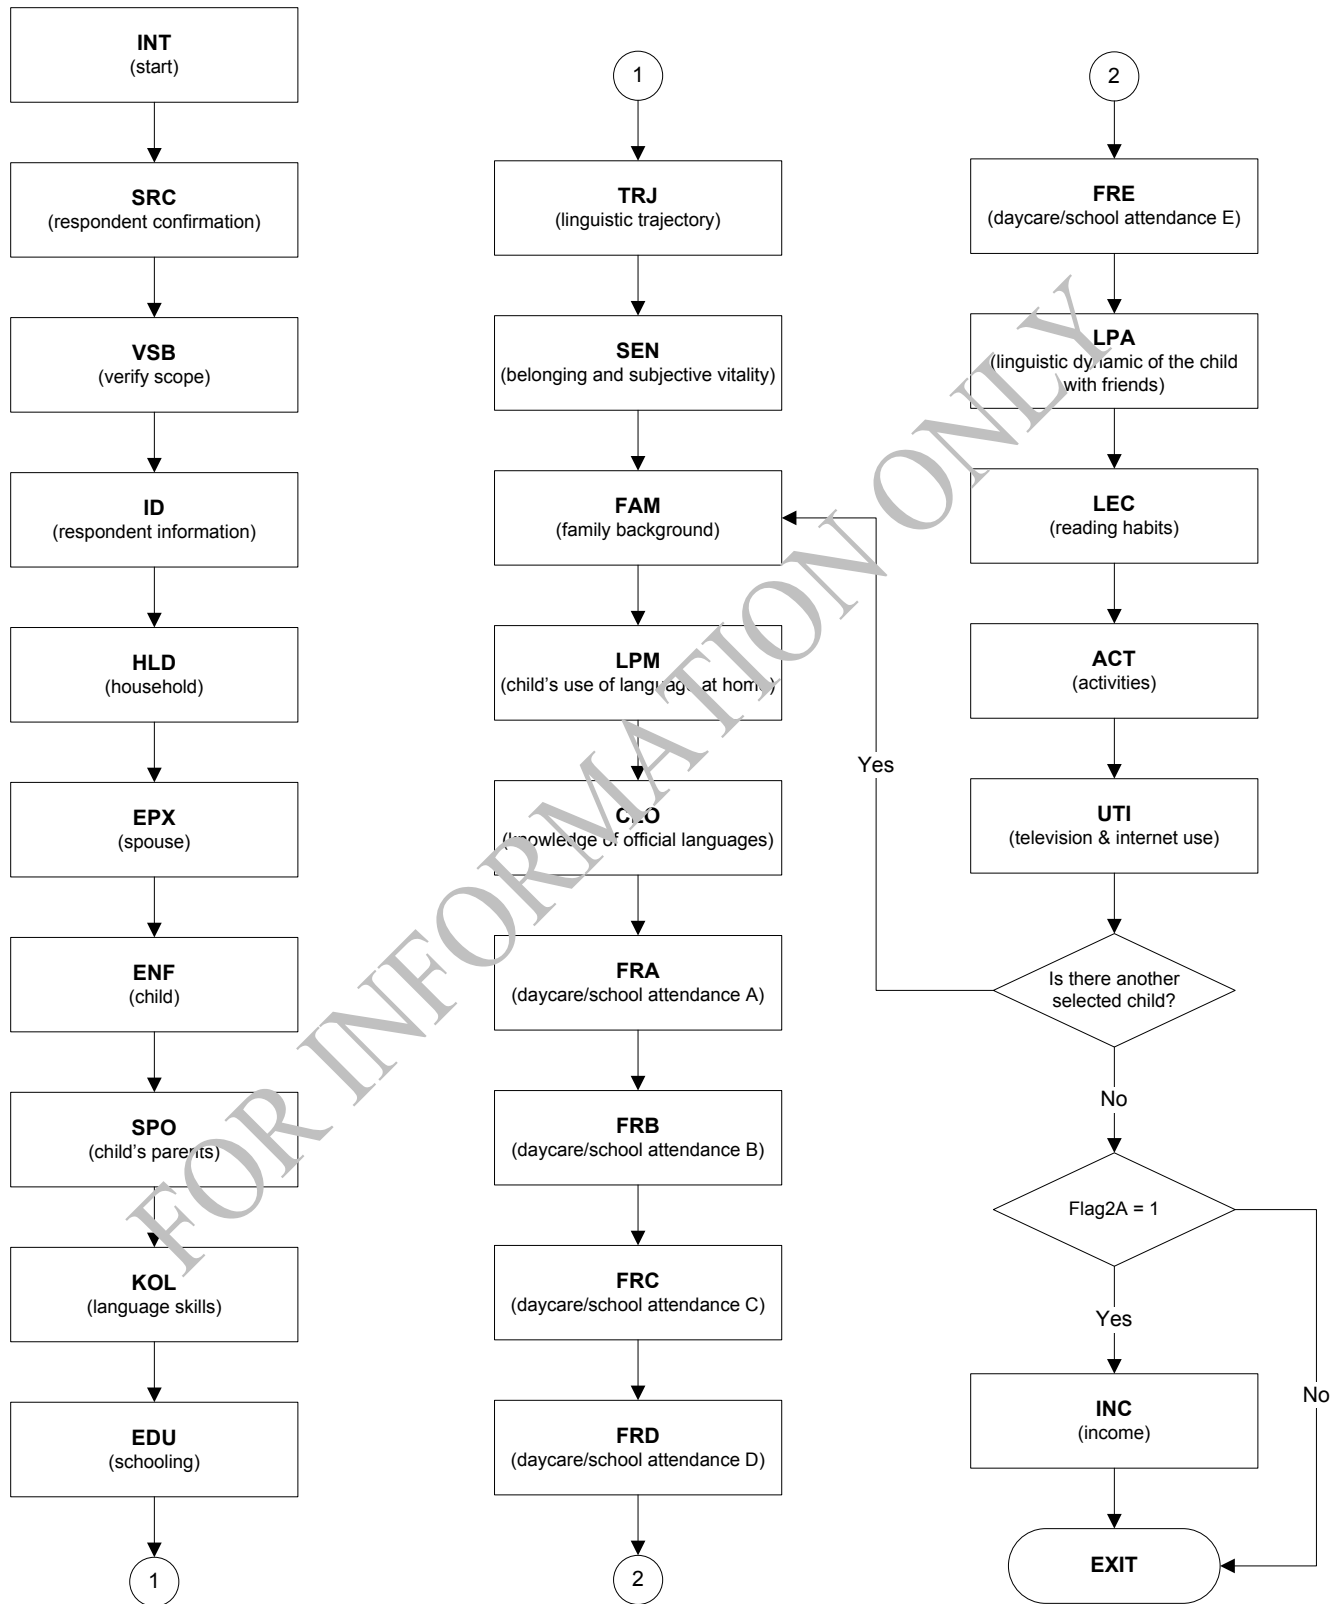 INT
(start)
SRC
(respondent confirmation)
VSB
(verify scope)
ID
(respondent information)
HLD
(household)
EPX
(spouse)
ENF
(child)
SPO
(child's parents)
KOL
(language skills)
EDU
(schooling)
1
1
TRJ
(linguistic trajectory)
SEN
(belonging and subjective vitality)
FAM
(family background)
LPM
(child's use of language at home)
CLO
(knowledge of official languages)
FRA
(daycare/school attendance A)
FRB
(daycare/school attendance B)
FRC
(daycare/school attendance C)
FRD
(daycare/school attendance D)
2
2
FRE
(daycare/school attendance E)
LPA
(linguistic dynamic of the child
with friends)
LEC
(reading habits)
ACT
(activities)
UTI
(television & internet use)
Is there another
selected child?
Yes
No
Flag2A = 1
Yes
No
INC
(income)
EXIT
FOR INFORMATION ONLY